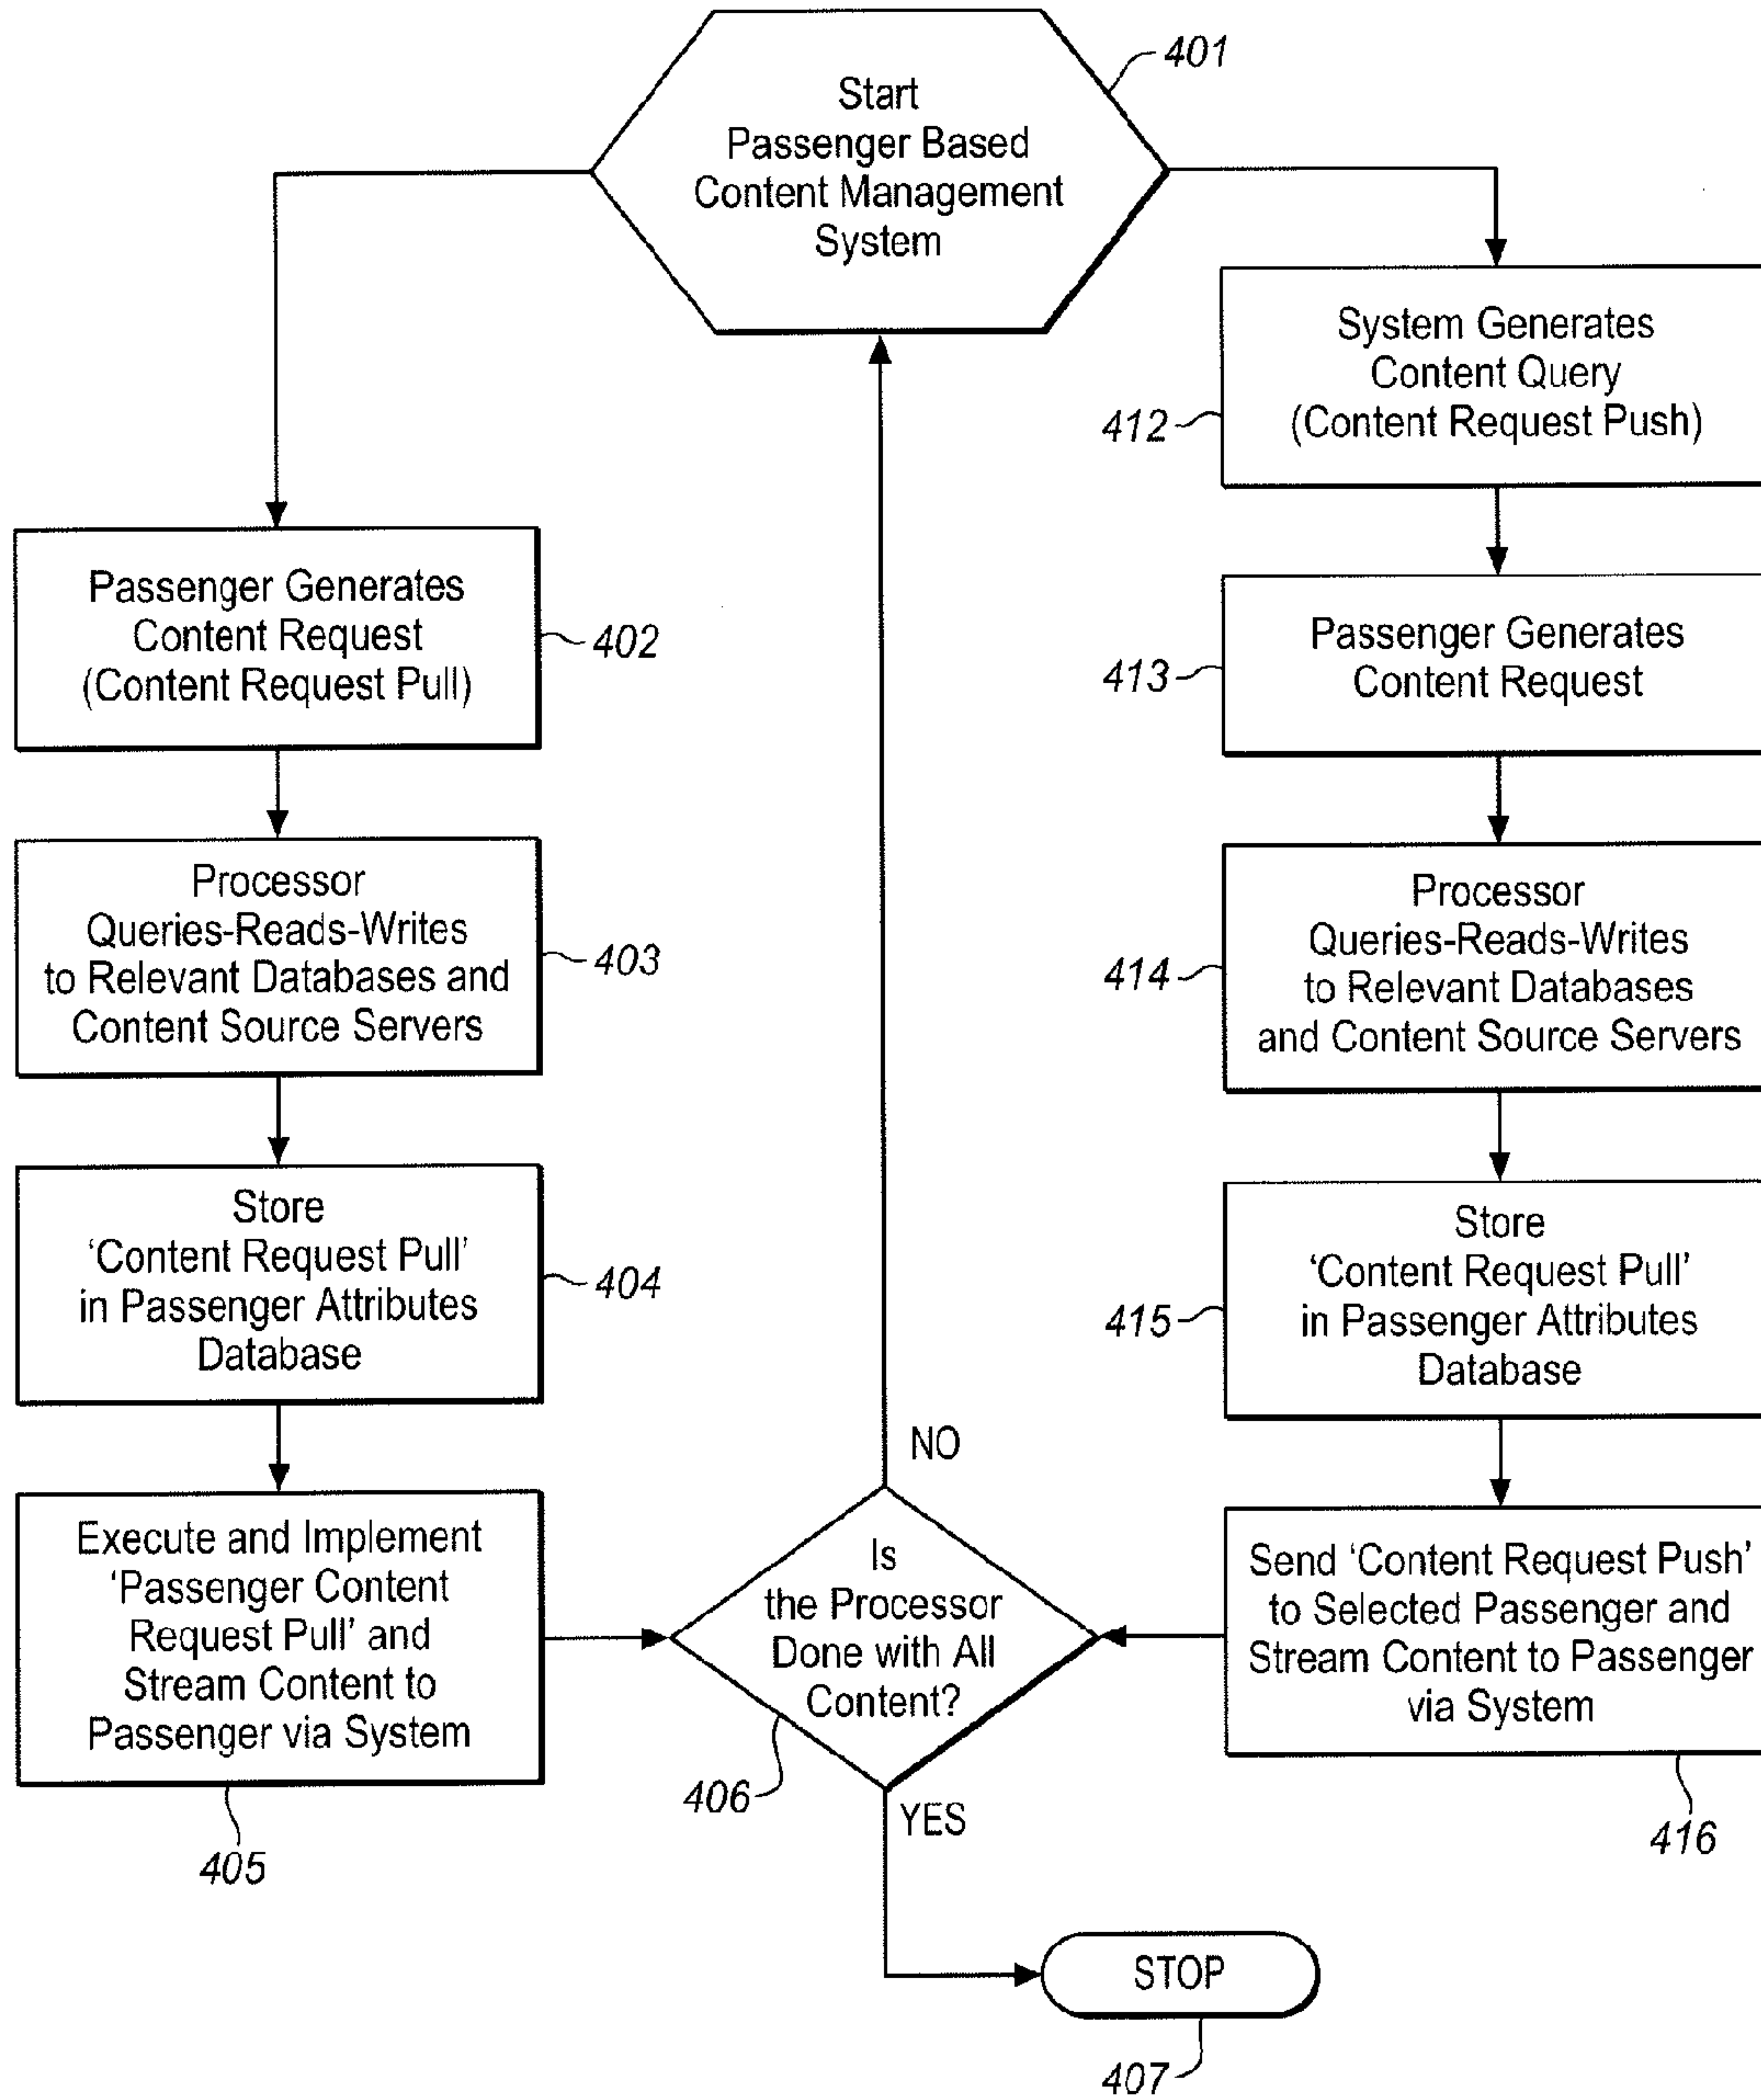 401
Start
Passenger Based
Content Management
System
Passenger Generates
Content Request
(Content Request Pull)
402
Processor
Queries-Reads-Writes
to Relevant Databases and
Content Source Servers
403
Store
‘Content Request Pull’
in Passenger Attributes
Database
404
Execute and Implement
‘Passenger Content
Request Pull’ and
Stream Content to
Passenger via System
405
System Generates
Content Query
(Content Request Push)
412
Passenger Generates
Content Request
413
Processor
Queries-Reads-Writes
to Relevant Databases
and Content Source Servers
414
Store
‘Content Request Pull’
in Passenger Attributes
Database
415
Send ‘Content Request Push’
to Selected Passenger and
Stream Content to Passenger
via System
416
NO
Is
the Processor
Done with All
Content?
406
YES
STOP
407